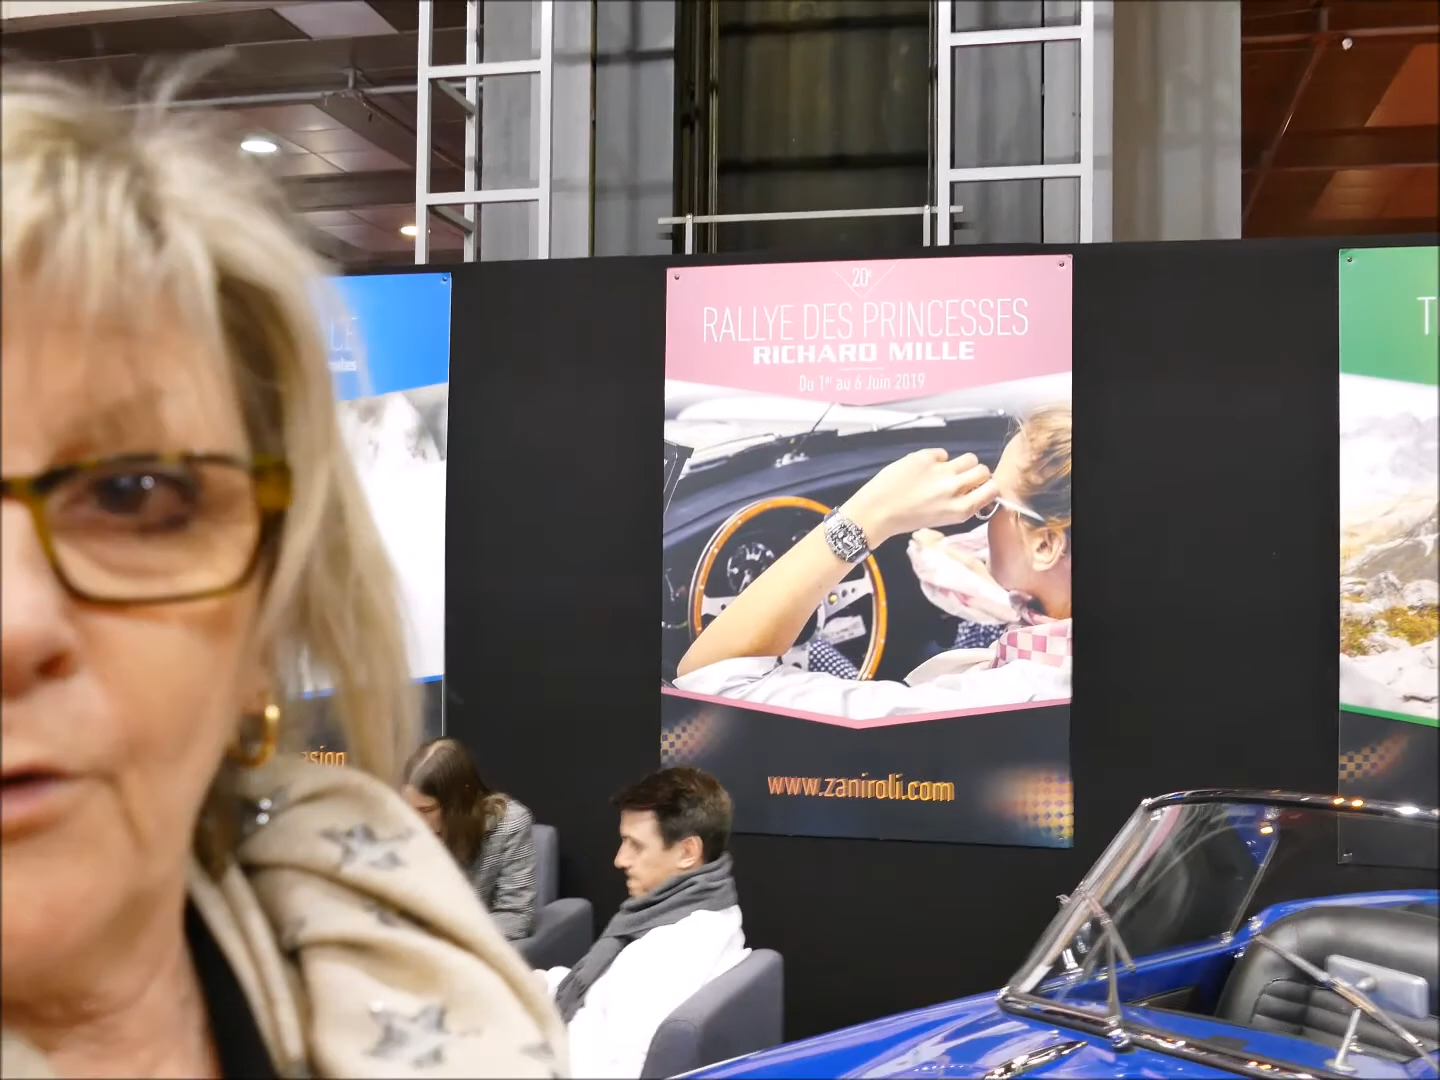 20e
RALLYE DES PRINCESSES
RICHARD MILLE
Du 1er au 6 Juin 2019
www.zaniroli.com